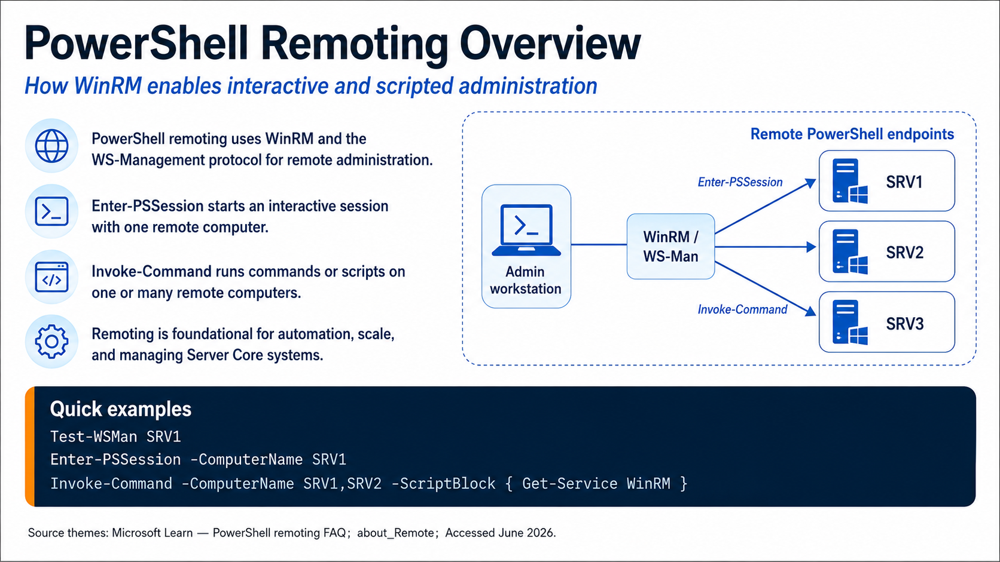 PowerShell Remoting Overview
How WinRM enables interactive and scripted administration
PowerShell remoting uses WinRM and the
WS-Management protocol for remote administration.
Enter-PSSession starts an interactive session
with one remote computer.
Invoke-Command runs commands or scripts on
one or many remote computers.
Remoting is foundational for automation, scale,
and managing Server Core systems.
Remote PowerShell endpoints
Admin
workstation
WinRM /
WS-Man
Enter-PSSession
Invoke-Command
SRV1
SRV2
SRV3
Quick examples
Test-WSMan SRV1
Enter-PSSession -ComputerName SRV1
Invoke-Command -ComputerName SRV1,SRV2 -ScriptBlock { Get-Service WinRM }
Source themes: Microsoft Learn — PowerShell remoting FAQ; about_Remote; Accessed June 2026.